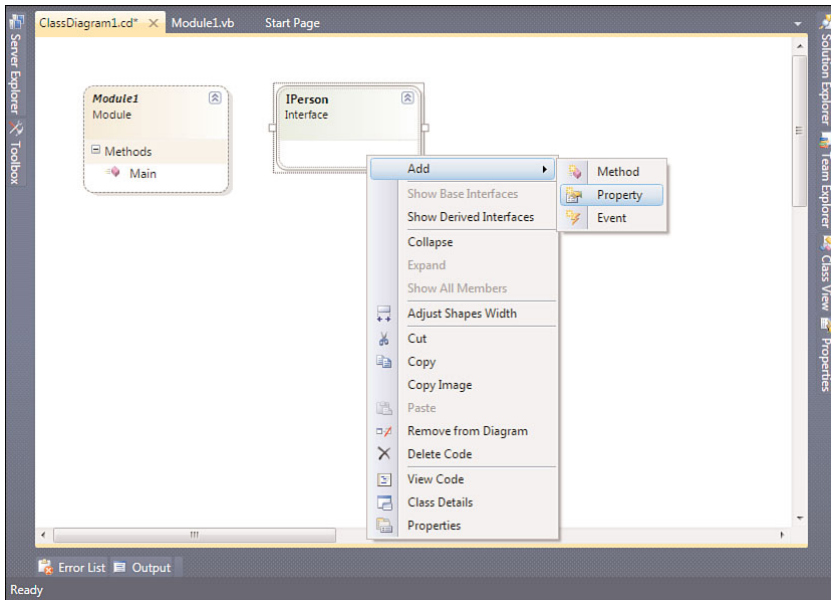 ClassDiagram1.cd*
Module1.vb
Start Page
Server Explorer
Toolbox
Module1
Module
Methods
Main
IPerson
Interface
Add
Show Base Interfaces
Show Derived Interfaces
Collapse
Expand
Show All Members
Adjust Shapes Width
Cut
Copy
Copy Image
Paste
Remove from Diagram
Delete Code
View Code
Class Details
Properties
Method
Property
Event
Solution Explorer
Team Explorer
Class View
Properties
Error List
Output
Ready